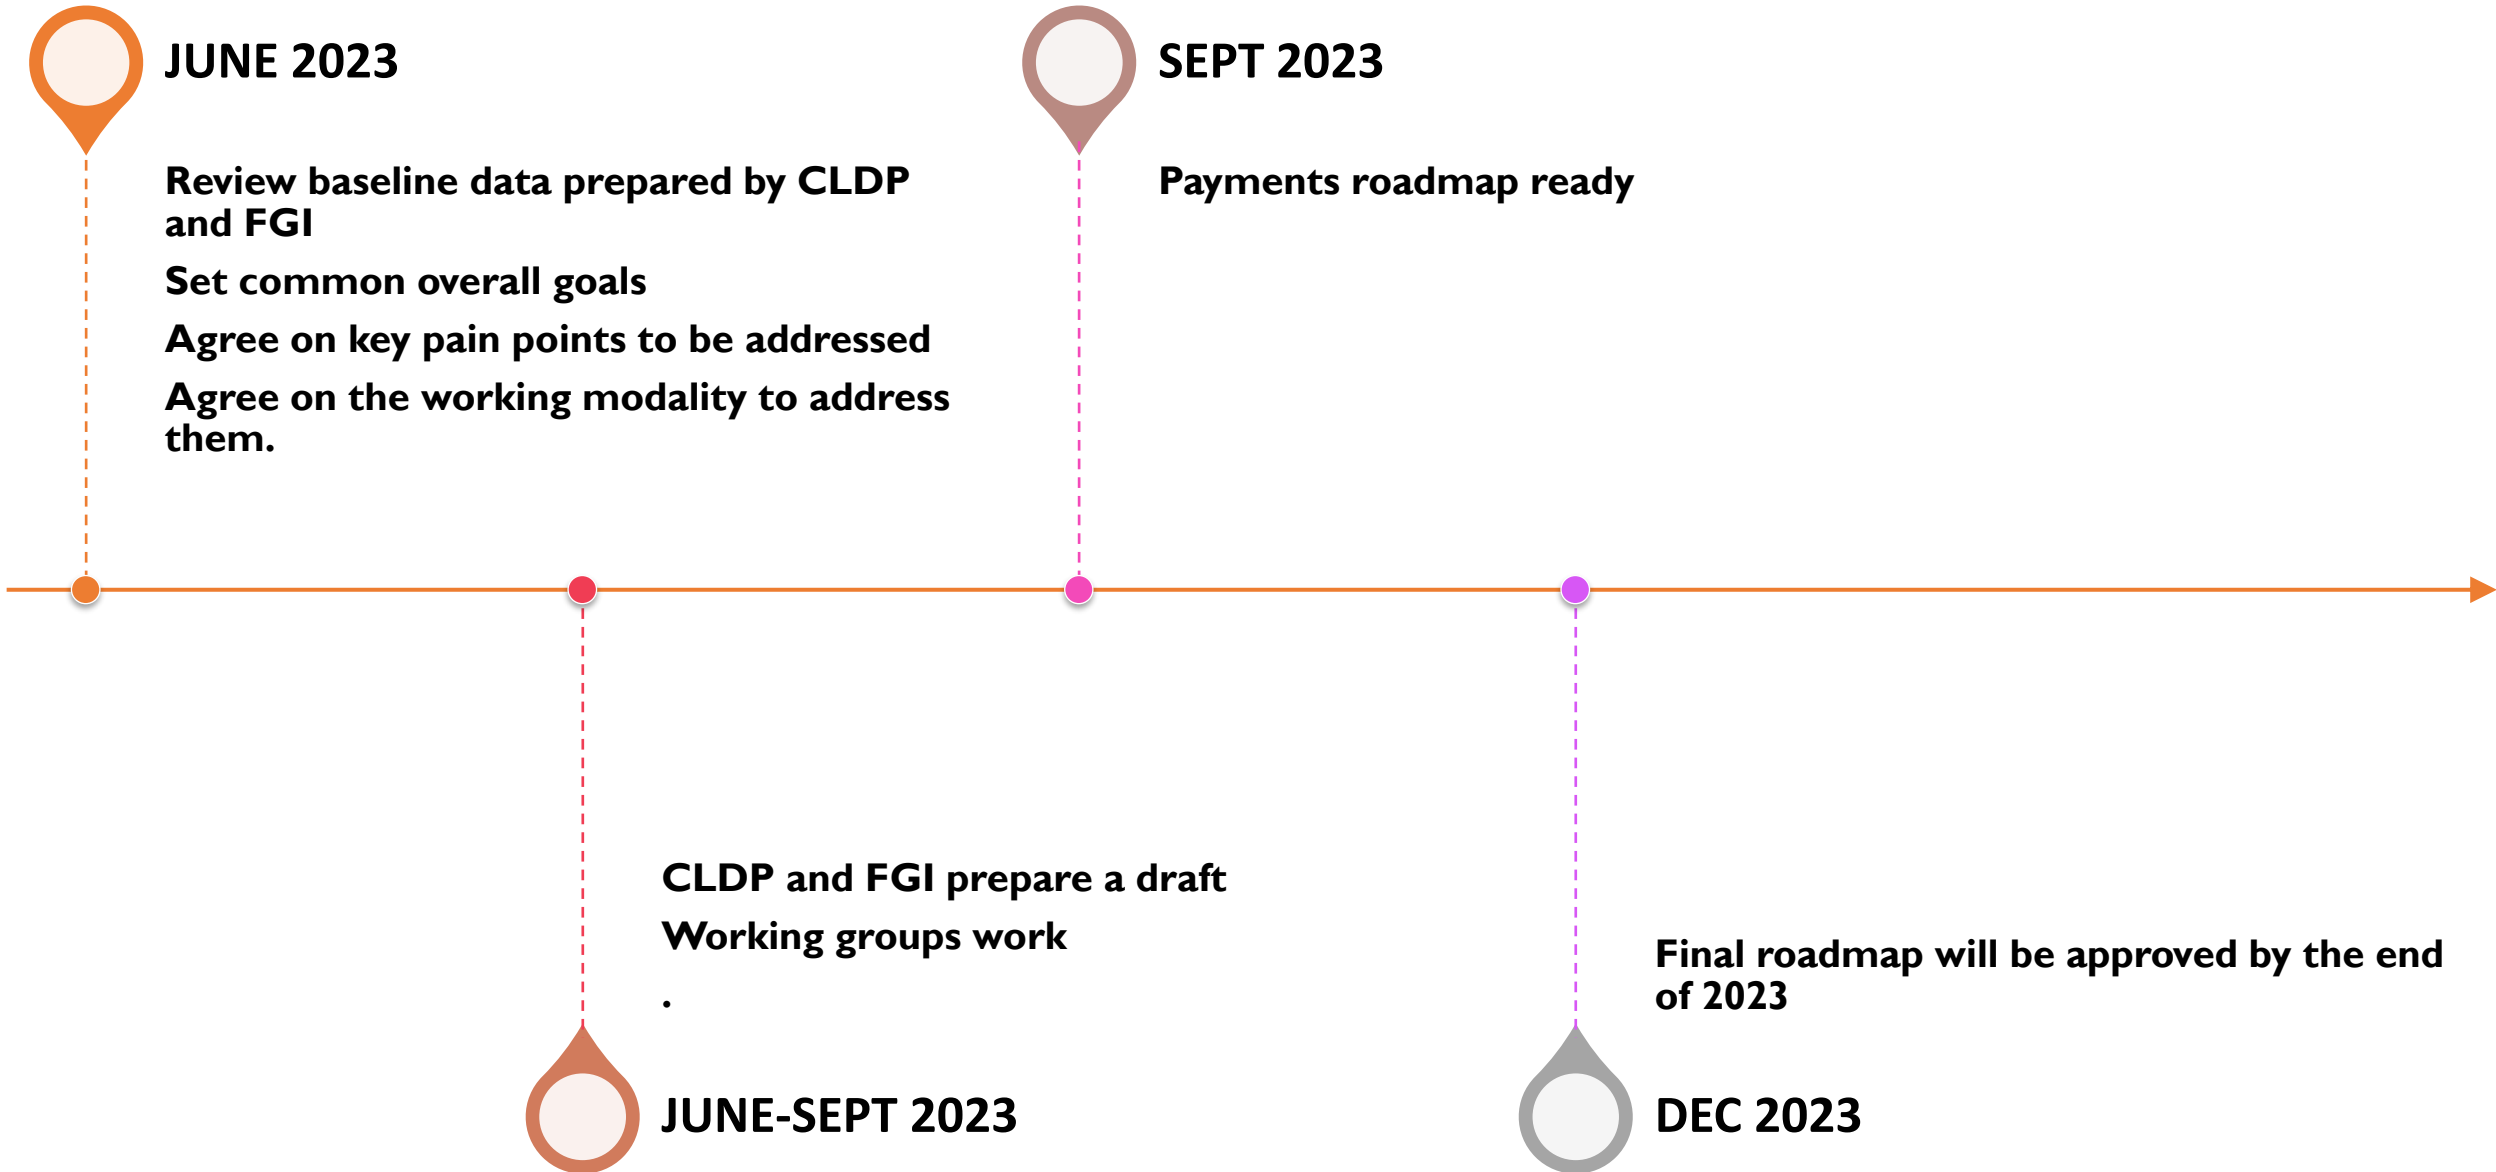 JUNE 2023
Review baseline data prepared by CLDP
and FGI
Set common overall goals
Agree on key pain points to be addressed
Agree on the working modality to address
them.
SEPT 2023
Payments roadmap ready
CLDP and FGI prepare a draft
Working groups work
.
JUNE-SEPT 2023
Final roadmap will be approved by the end
of 2023
DEC 2023